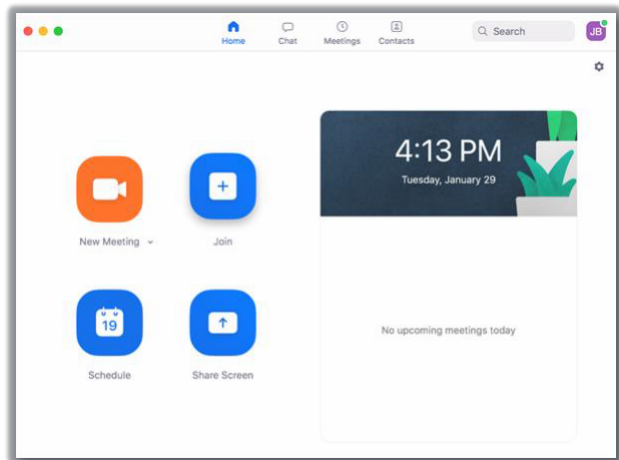 Home
Chat
Meetings
Contacts
Search
JB
4:13 PM
Tuesday, January 29
New Meeting
Join
19
Schedule
Share Screen
No upcoming meetings today